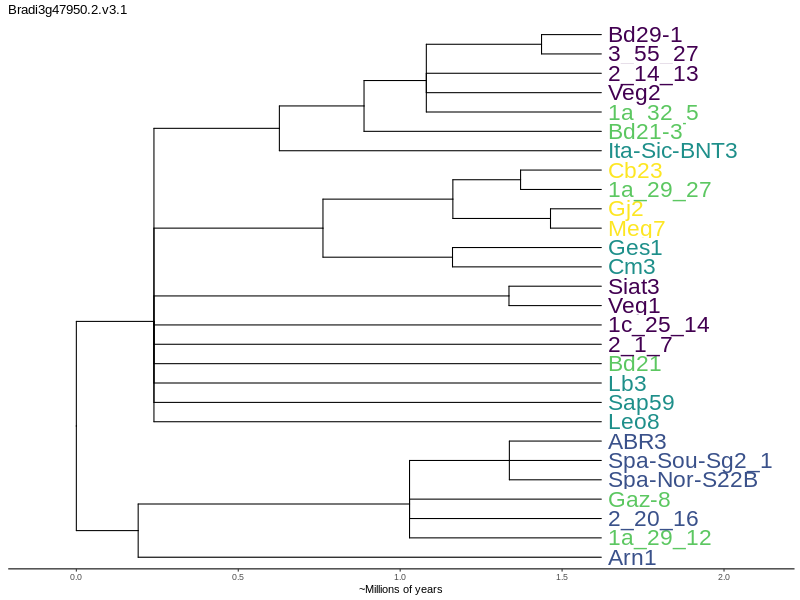 Bradi3g47950.2.v3.1
Bd29-1
3_55_27
2_14_13
Veg2
1a_32_5
Bd21-3
Ita-Sic-BNT3
Cb23
1a_29_27
Gj2
Meg7
Ges1
Cm3
Siat3
Veg1
1c_25_14
2_1_7
Bd21
Lb3
Sap59
Leo8
ABR3
Spa-Sou-Sg2_1
Spa-Nor-S22B
Gaz-8
2_20_16
1a_29_12
Arn1
0.0 0.5 1.0 1.5 2.0
~Millions of years